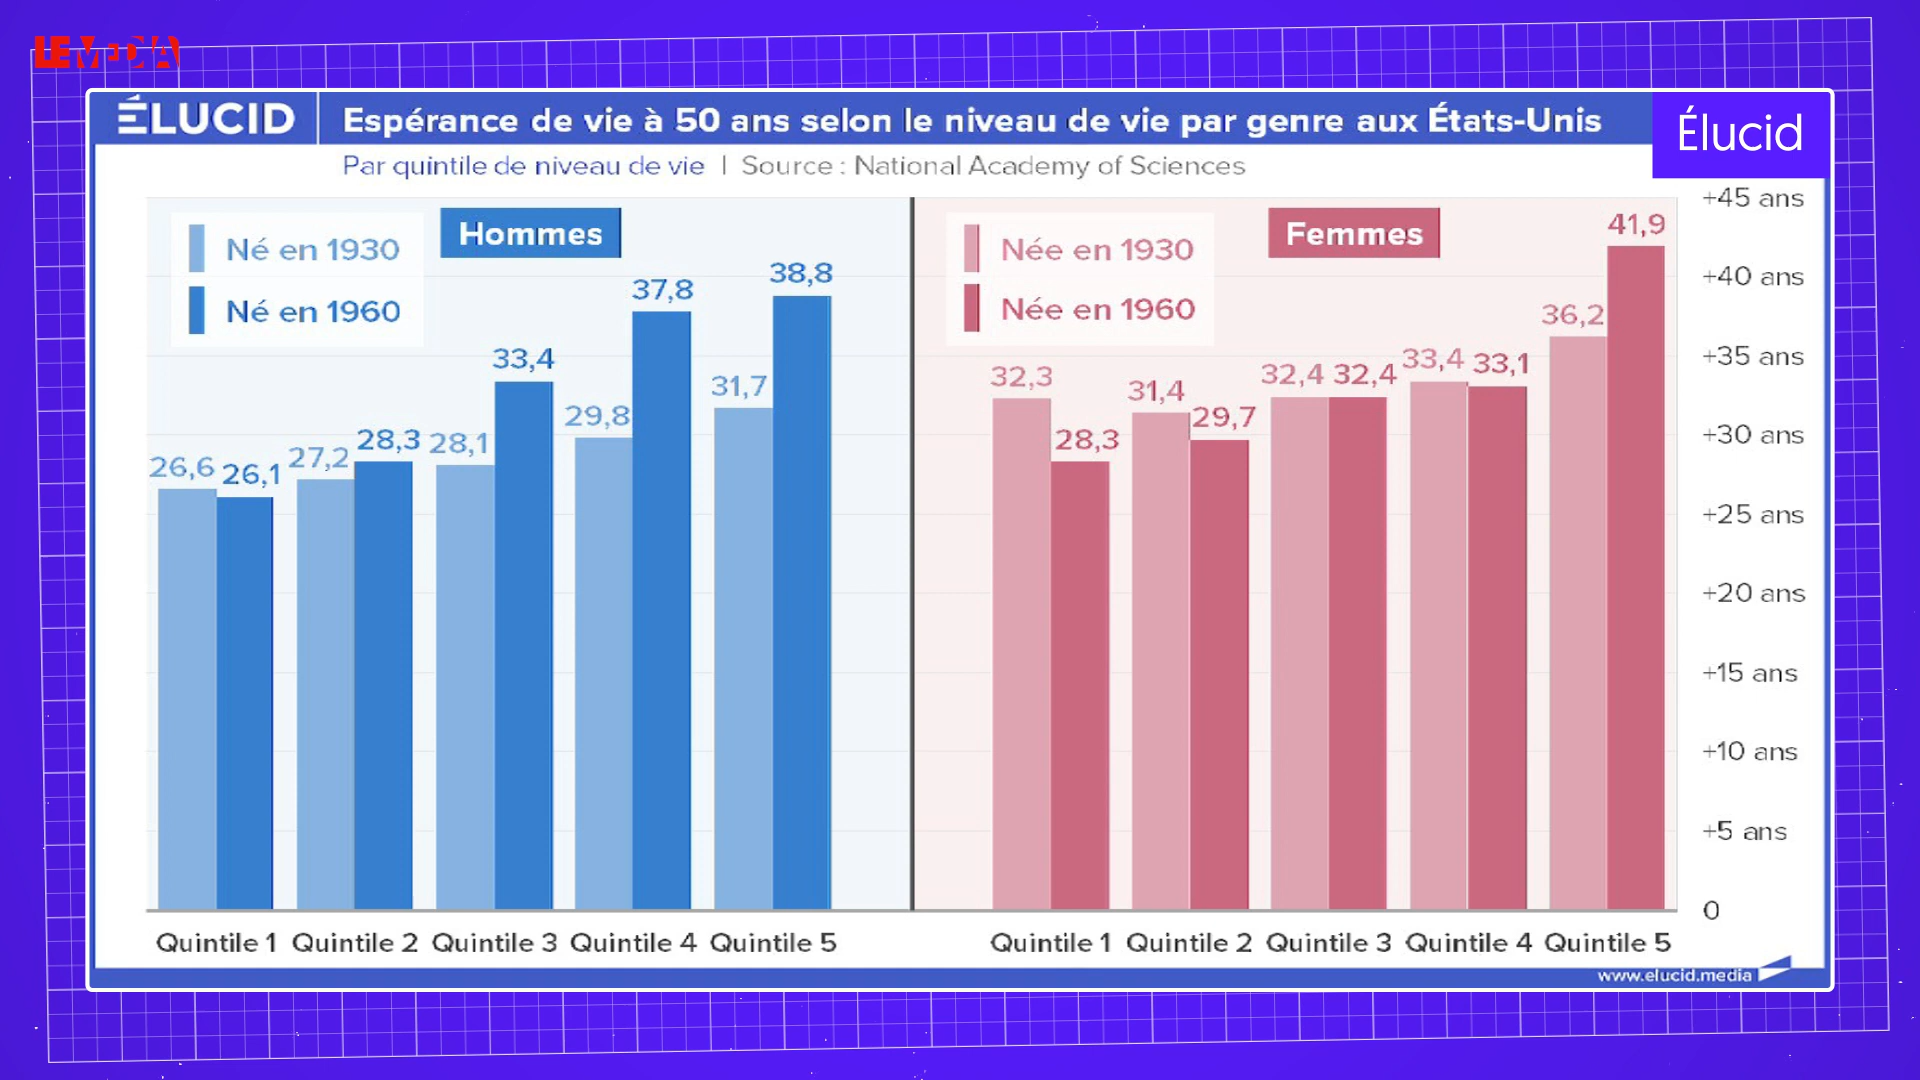 LE MEDIA
ÉLUCID
Espérance de vie à 50 ans selon le niveau de vie par genre aux États-Unis
Élucid
Par quintile de niveau de vie | Source : National Academy of Sciences
Né en 1930
Né en 1960
Hommes
26,6 26,1 27,2 28,3 28,1 33,4 29,8 37,8 31,7 38,8
Née en 1930
Née en 1960
Femmes
32,3 28,3 31,4 29,7 32,4 32,4 33,4 33,1 36,2 41,9
+45 ans
+40 ans
+35 ans
+30 ans
+25 ans
+20 ans
+15 ans
+10 ans
+5 ans
0
Quintile 1 Quintile 2 Quintile 3 Quintile 4 Quintile 5
Quintile 1 Quintile 2 Quintile 3 Quintile 4 Quintile 5
www.elucid.media